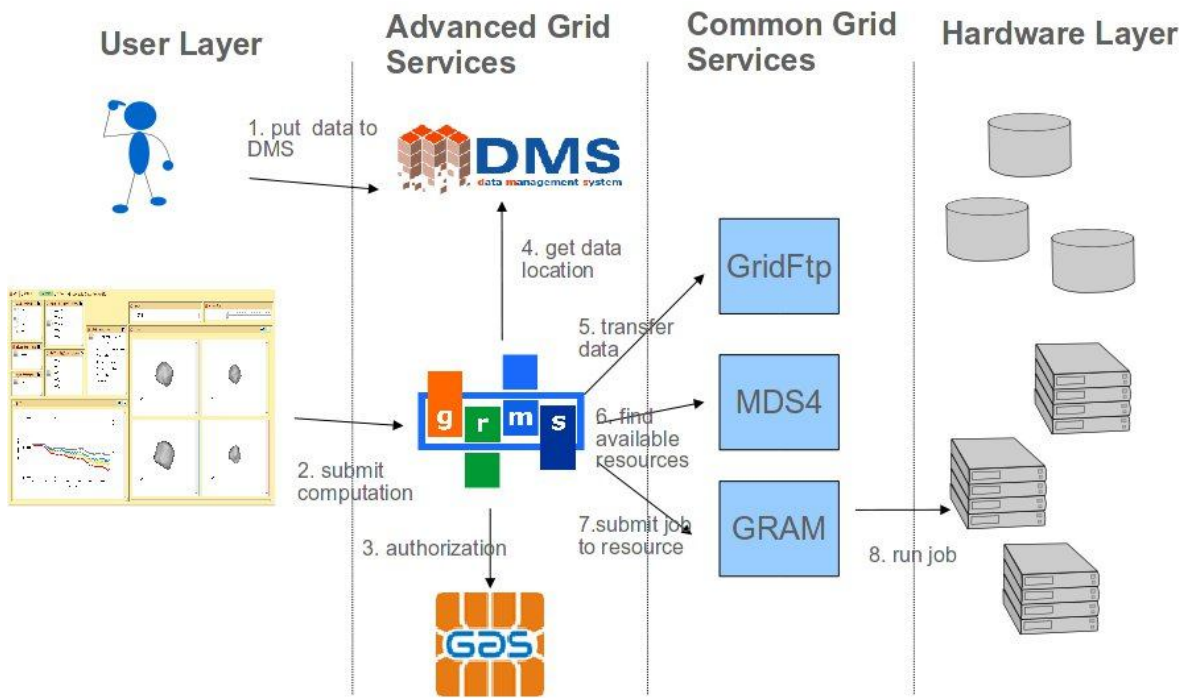 User Layer
Advanced Grid
Services
Common Grid
Services
Hardware Layer
1. put data to
DMS
DMS
data management system
4. get data
location
GridFtp
5. transfer
data
grms
6. find
available
resources
MDS4
2. submit
computation
3. authorization
7.submit job
to resource
GRAM
8. run job
GAS